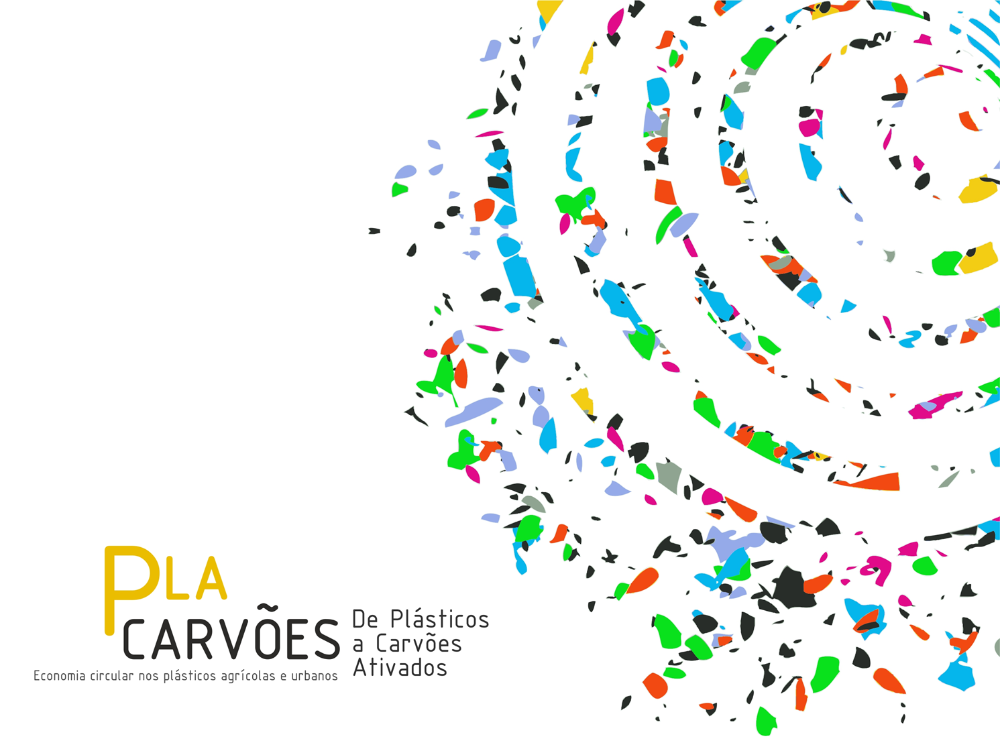 PLA
CARVÕES
Economia circular nos plásticos agrícolas e urbanos
De Plásticos
a Carvões
Ativados